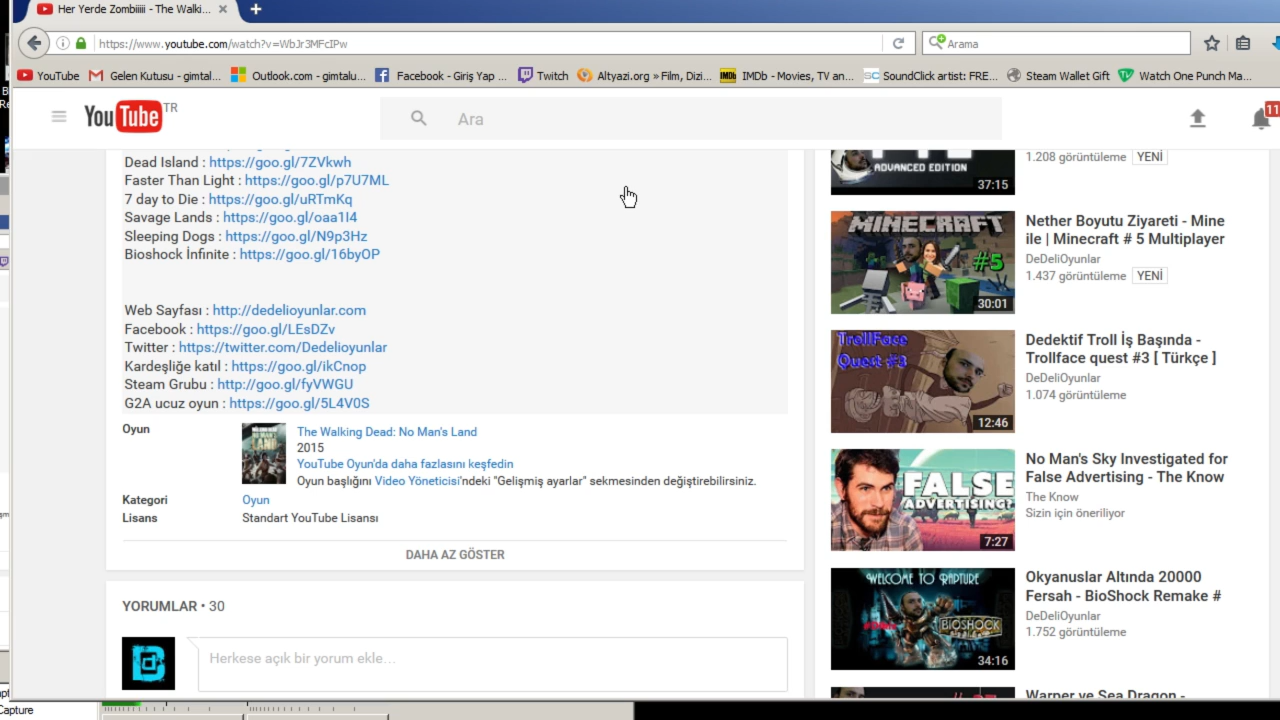 Her Yerde Zombiiiii - The Walki...
https://www.youtube.com/watch?v=WbJr3MFcIPw
Arama
YouTube
Gelen Kutusu - gimtal...
Outlook.com - gimtalu...
Facebook - Giriş Yap ...
Twitch
Altyazi.org » Film, Dizi...
IMDb - Movies, TV an...
SoundClick artist: FRE...
Steam Wallet Gift
Watch One Punch Ma...
YouTube TR
Ara
11
Dead Island : https://goo.gl/7ZVkwh
Faster Than Light : https://goo.gl/p7U7ML
7 day to Die : https://goo.gl/uRTmKq
Savage Lands : https://goo.gl/oaa1I4
Sleeping Dogs : https://goo.gl/N9p3Hz
Bioshock İnfinite : https://goo.gl/16byOP
Web Sayfası : http://dedelioyunlar.com
Facebook : https://goo.gl/LEsDZv
Twitter : https://twitter.com/Dedelioyunlar
Kardeşliğe katıl : https://goo.gl/ikCnop
Steam Grubu : http://goo.gl/fyVWGU
G2A ucuz oyun : https://goo.gl/5L4V0S
Oyun
The Walking Dead: No Man's Land
2015
YouTube Oyun'da daha fazlasını keşfedin
Oyun başlığını Video Yöneticisi'ndeki "Gelişmiş ayarlar" sekmesinden değiştirebilirsiniz.
Kategori
Oyun
Lisans
Standart YouTube Lisansı
DAHA AZ GÖSTER
YORUMLAR • 30
Herkese açık bir yorum ekle...
ADVANCED EDITION
37:15
1.208 görüntüleme YENİ
MINECRAFT
#5
30:01
Nether Boyutu Ziyareti - Mine
ile | Minecraft # 5 Multiplayer
DeDeliOyunlar
1.437 görüntüleme YENİ
TrollFace
Quest #3
12:46
Dedektif Troll İş Başında -
Trollface quest #3 [ Türkçe ]
DeDeliOyunlar
1.074 görüntüleme
FALSE
ADVERTISING?
7:27
No Man's Sky Investigated for
False Advertising - The Know
The Know
Sizin için öneriliyor
WELCOME TO RAPTURE
BIOSHOCK
34:16
Okyanuslar Altında 20000
Fersah - BioShock Remake #
DeDeliOyunlar
1.752 görüntüleme
Warner ve Sea Dragon -
Capture